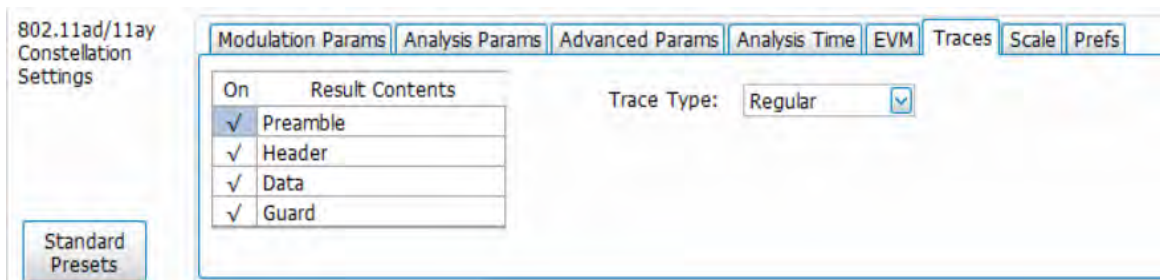 802.11ad/11ay
Constellation
Settings
Modulation Params Analysis Params Advanced Params Analysis Time EVM Traces Scale Prefs
On Result Contents
√ Preamble
√ Header
√ Data
√ Guard
Trace Type: Regular
Standard
Presets